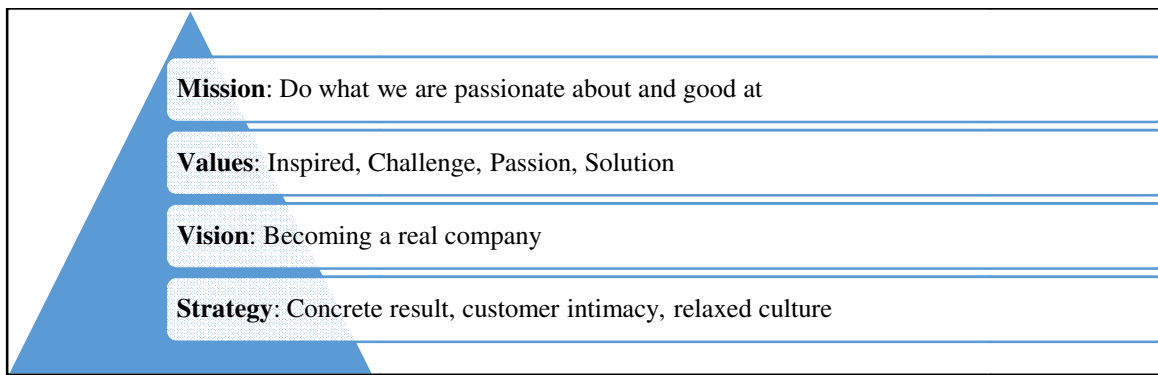 Mission: Do what we are passionate about and good at
Values: Inspired, Challenge, Passion, Solution
Vision: Becoming a real company
Strategy: Concrete result, customer intimacy, relaxed culture